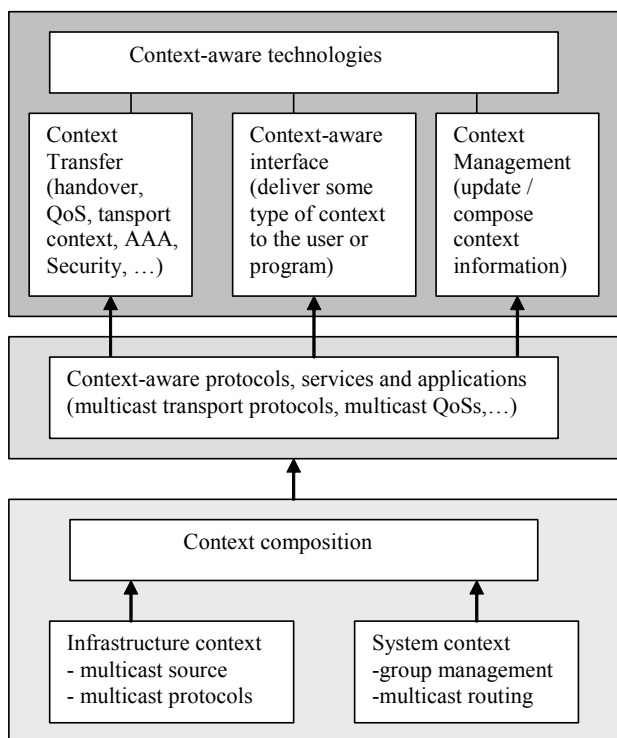 Context-aware technologies
Context
Transfer
(handover,
QoS, tansport
context, AAA,
Security, …)
Context-aware
interface
(deliver some
type of context
to the user or
program)
Context
Management
(update /
compose
context
information)
Context-aware protocols, services and applications
(multicast transport protocols, multicast QoSs,…)
Context composition
Infrastructure context
- multicast source
- multicast protocols
System context
-group management
-multicast routing